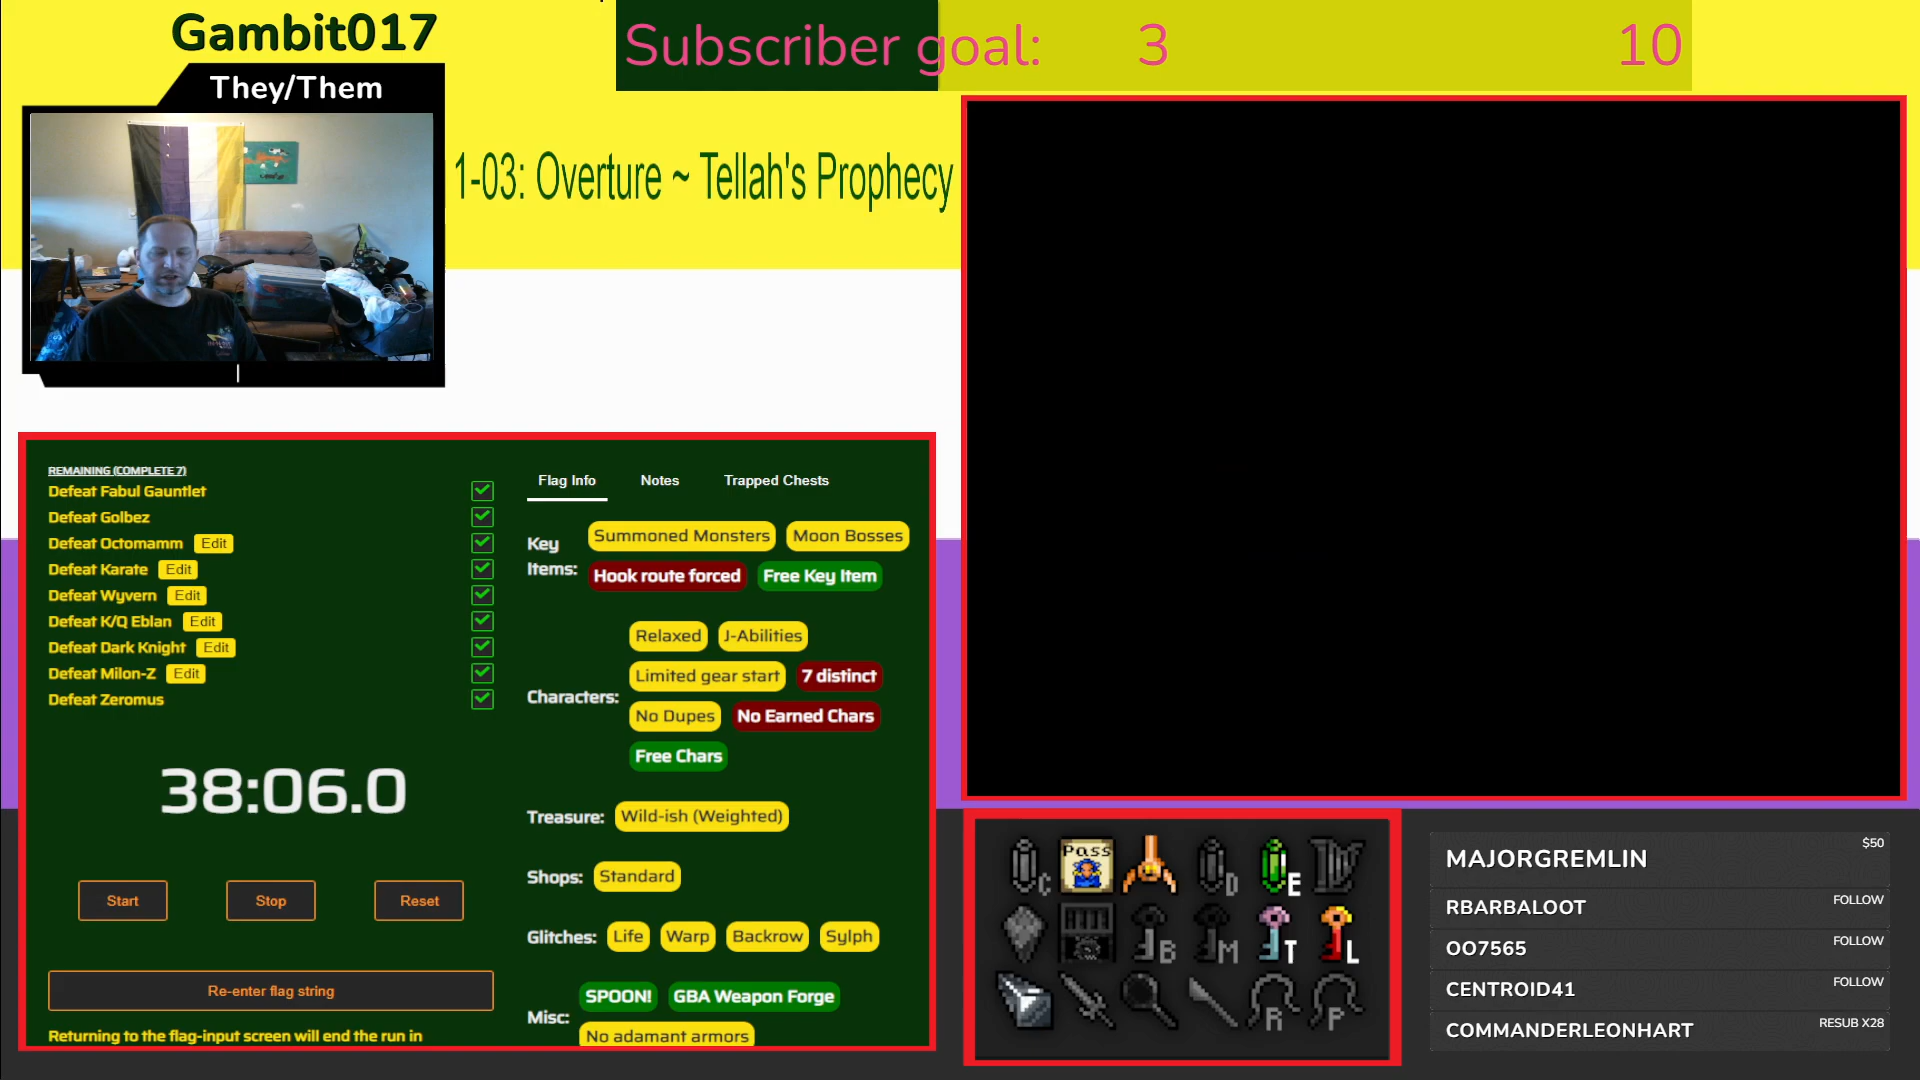 Gambit017
They/Them
Subscriber goal: 3 10
1-03: Overture ~ Tellah's Prophecy
REMAINING (COMPLETE 7)
Defeat Fabul Gauntlet
Defeat Golbez
Defeat Octomamm Edit
Defeat Karate Edit
Defeat Wyvern Edit
Defeat K/Q Eblan Edit
Defeat Dark Knight Edit
Defeat Milon-Z Edit
Defeat Zeromus
38:06.0
Start Stop Reset
Re-enter flag string
Returning to the flag-input screen will end the run in
Flag Info Notes Trapped Chests
Key Items: Summoned Monsters Moon Bosses
Hook route forced Free Key Item
Characters: Relaxed J-Abilities
Limited gear start 7 distinct
No Dupes No Earned Chars
Free Chars
Treasure: Wild-ish (Weighted)
Shops: Standard
Glitches: Life Warp Backrow Sylph
Misc: SPOON! GBA Weapon Forge
No adamant armors
C Pass D E
B M T L
R P
MAJORGREMLIN $50
RBARBALOOT FOLLOW
OO7565 FOLLOW
CENTROID41 FOLLOW
COMMANDERLEONHART RESUB X28